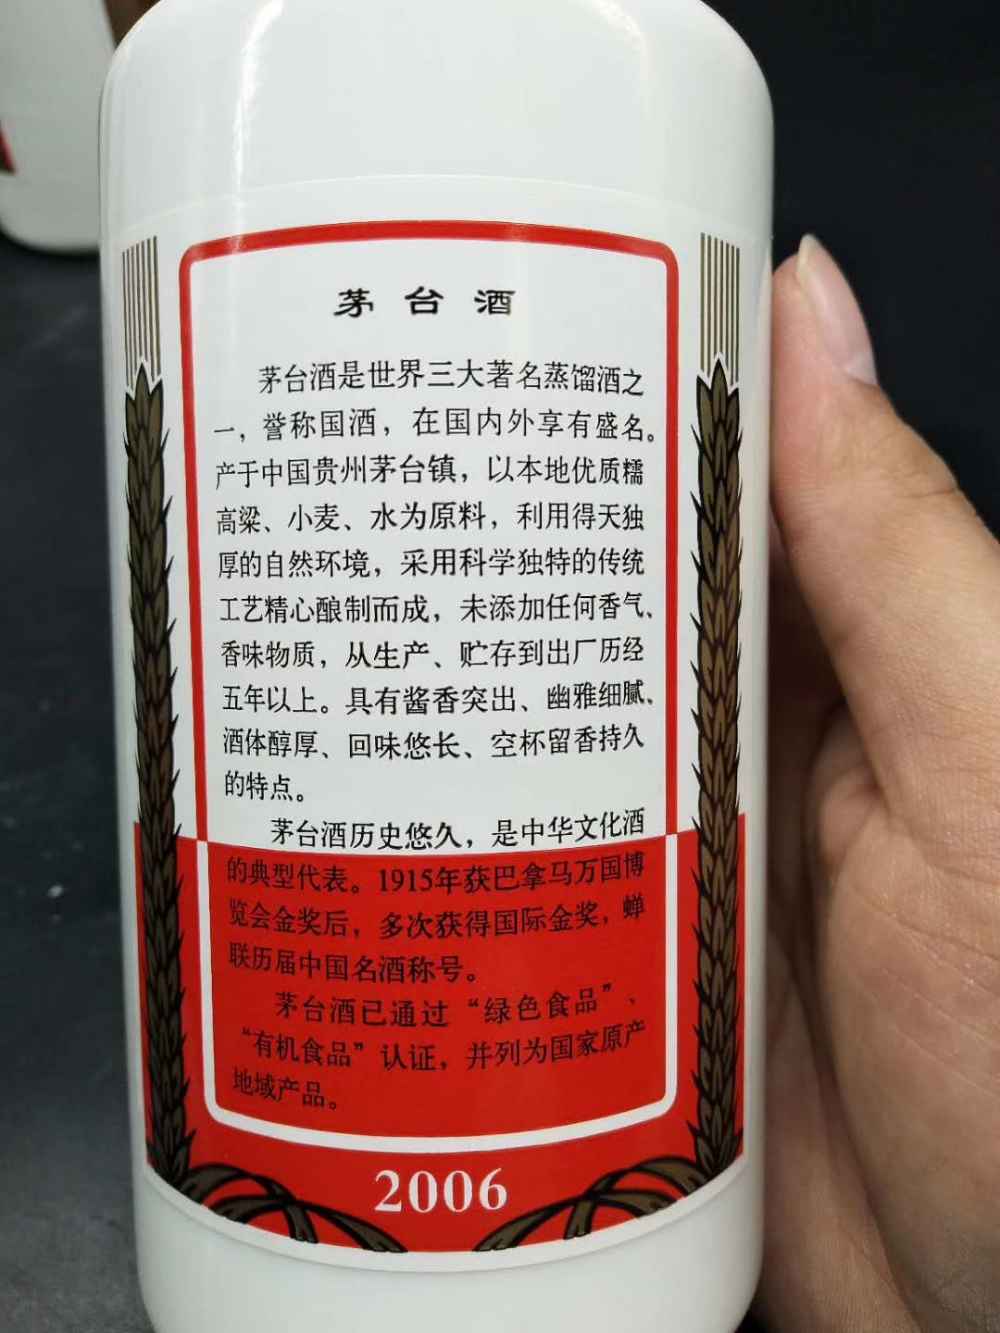 茅台酒
茅台酒是世界三大著名蒸馏酒之
一，誉称国酒，在国内外享有盛名。
产于中国贵州茅台镇，以本地优质糯
高粱、小麦、水为原料，利用得天独
厚的自然环境，采用科学独特的传统
工艺精心酿制而成，未添加任何香气、
香味物质，从生产、贮存到出厂历经
五年以上。具有酱香突出、幽雅细腻、
酒体醇厚、回味悠长、空杯留香持久
的特点。
茅台酒历史悠久，是中华文化酒
的典型代表。1915年获巴拿马万国博
览会金奖后，多次获得国际金奖，蝉
联历届中国名酒称号。
茅台酒已通过“绿色食品”、
“有机食品”认证，并列为国家原产
地域产品。
2006